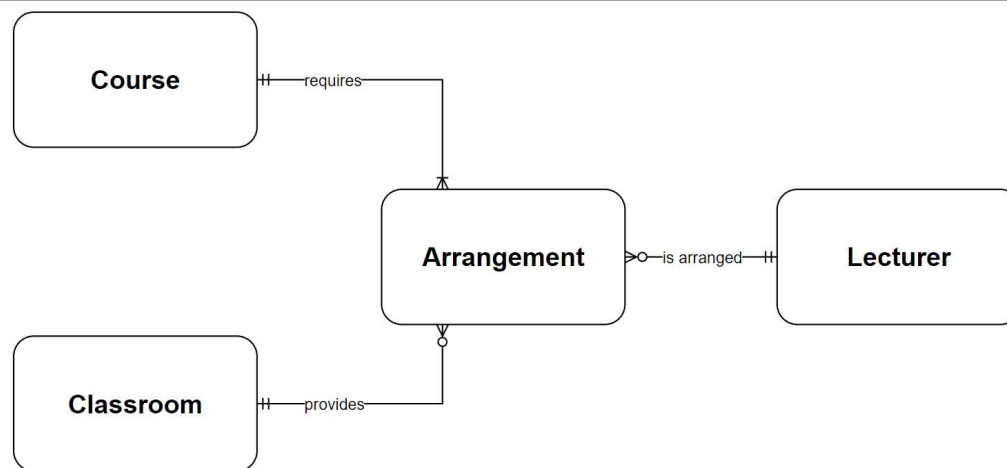 Course
requires
Arrangement
is arranged
Lecturer
Classroom
provides